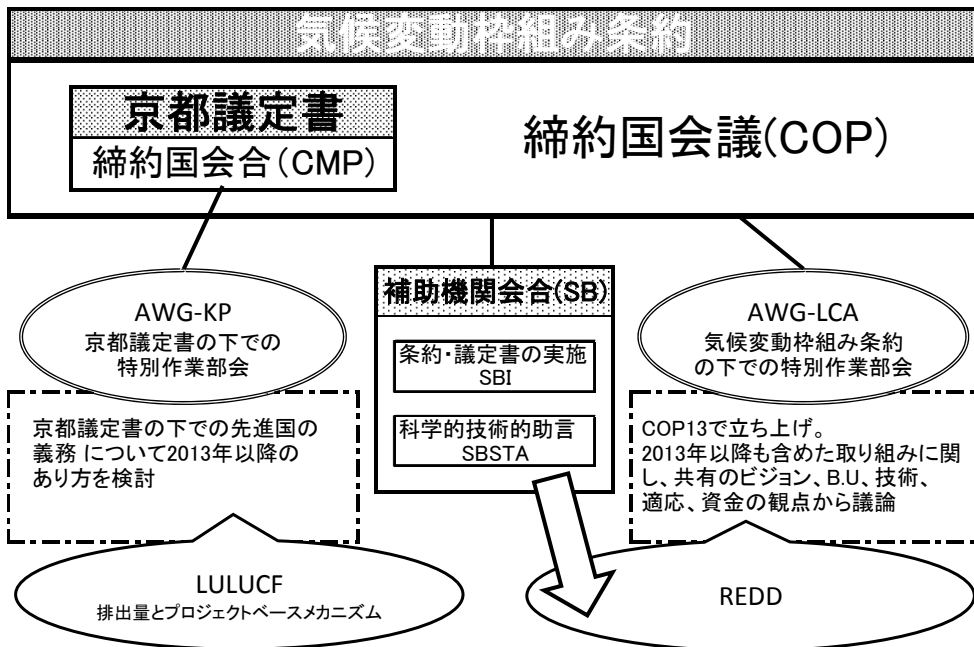 気候変動枠組み条約
京都議定書
締約国会合(CMP)
締約国会議(COP)
AWG-KP
京都議定書の下での
特別作業部会
補助機関会合(SB)
条約・議定書の実施
SBI
科学的技術的助言
SBSTA
AWG-LCA
気候変動枠組み条約
の下での特別作業部会
京都議定書の下での先進国の
義務 について2013年以降の
あり方を検討
COP13で立ち上げ。
2013年以降も含めた取り組みに関
し、共有のビジョン、B.U、技術、
適応、資金の観点から議論
LULUCF
排出量とプロジェクトベースメカニズム
REDD